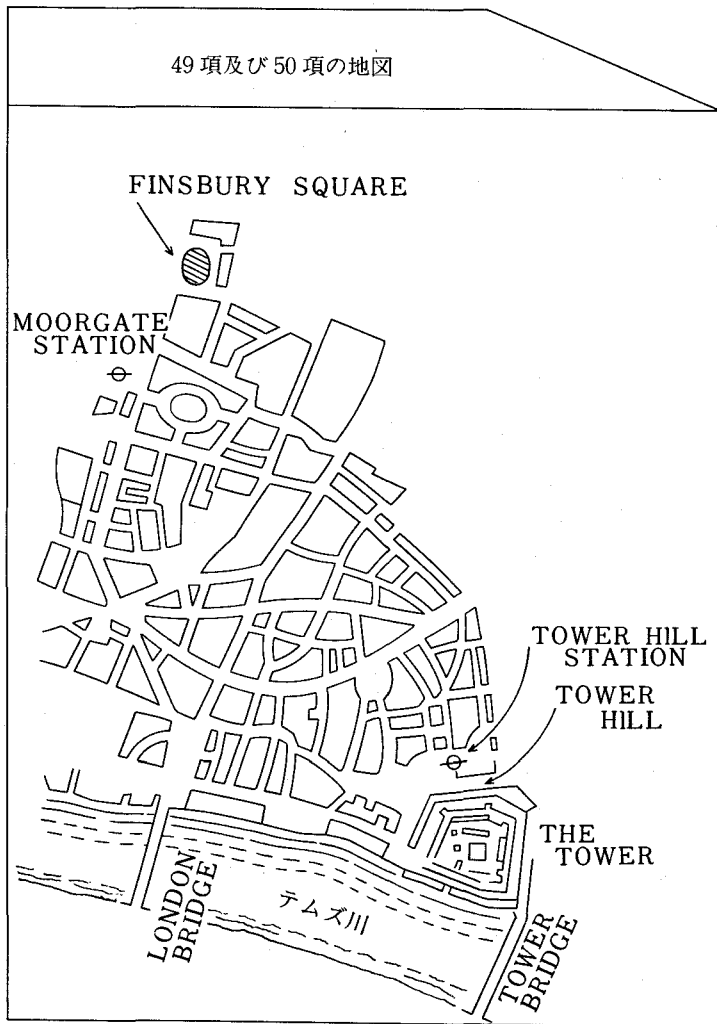 49項及び50項の地図
FINSBURY SQUARE
MOORGATE
STATION
TOWER HILL
STATION
TOWER
HILL
THE
TOWER
テムズ川
LONDON
BRIDGE
TOWER
BRIDGE